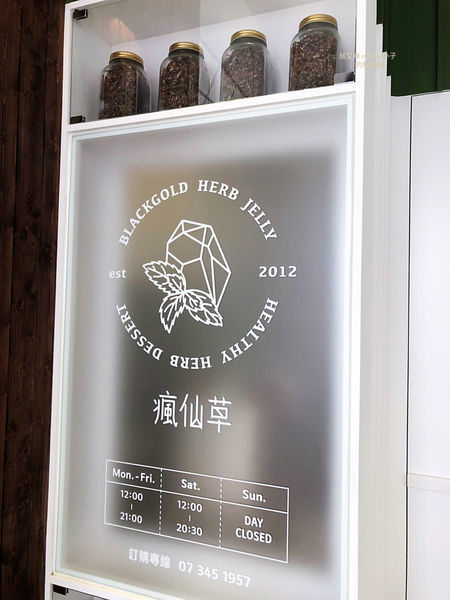 BLACKGOLD HERB JELLY
est 2012
HEALTHY HERB DESSERT
瘋仙草
Mon.-Fri. Sat. Sun.
12:00 - 21:00 12:00 - 20:30 DAY CLOSED
訂購專線 07 345 1957